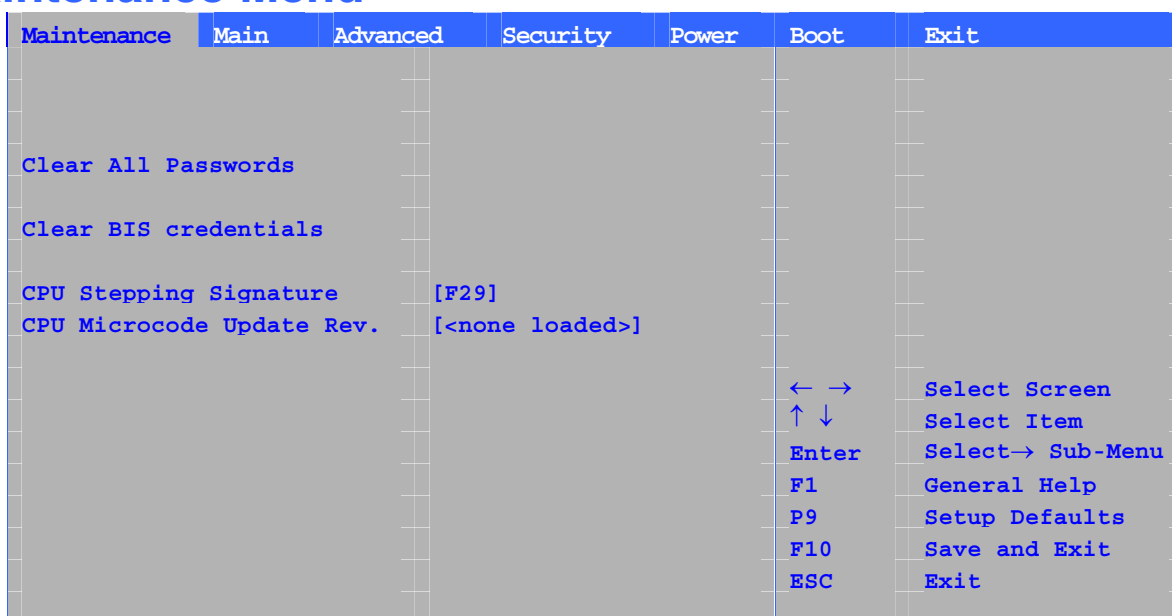 Maintenance Main Advanced Security Power Boot Exit
Clear All Passwords
Clear BIS credentials
CPU Stepping Signature [F29]
CPU Microcode Update Rev. [<none loaded>]
← → Select Screen
↑ ↓ Select Item
Enter Select→ Sub-Menu
F1 General Help
P9 Setup Defaults
F10 Save and Exit
ESC Exit